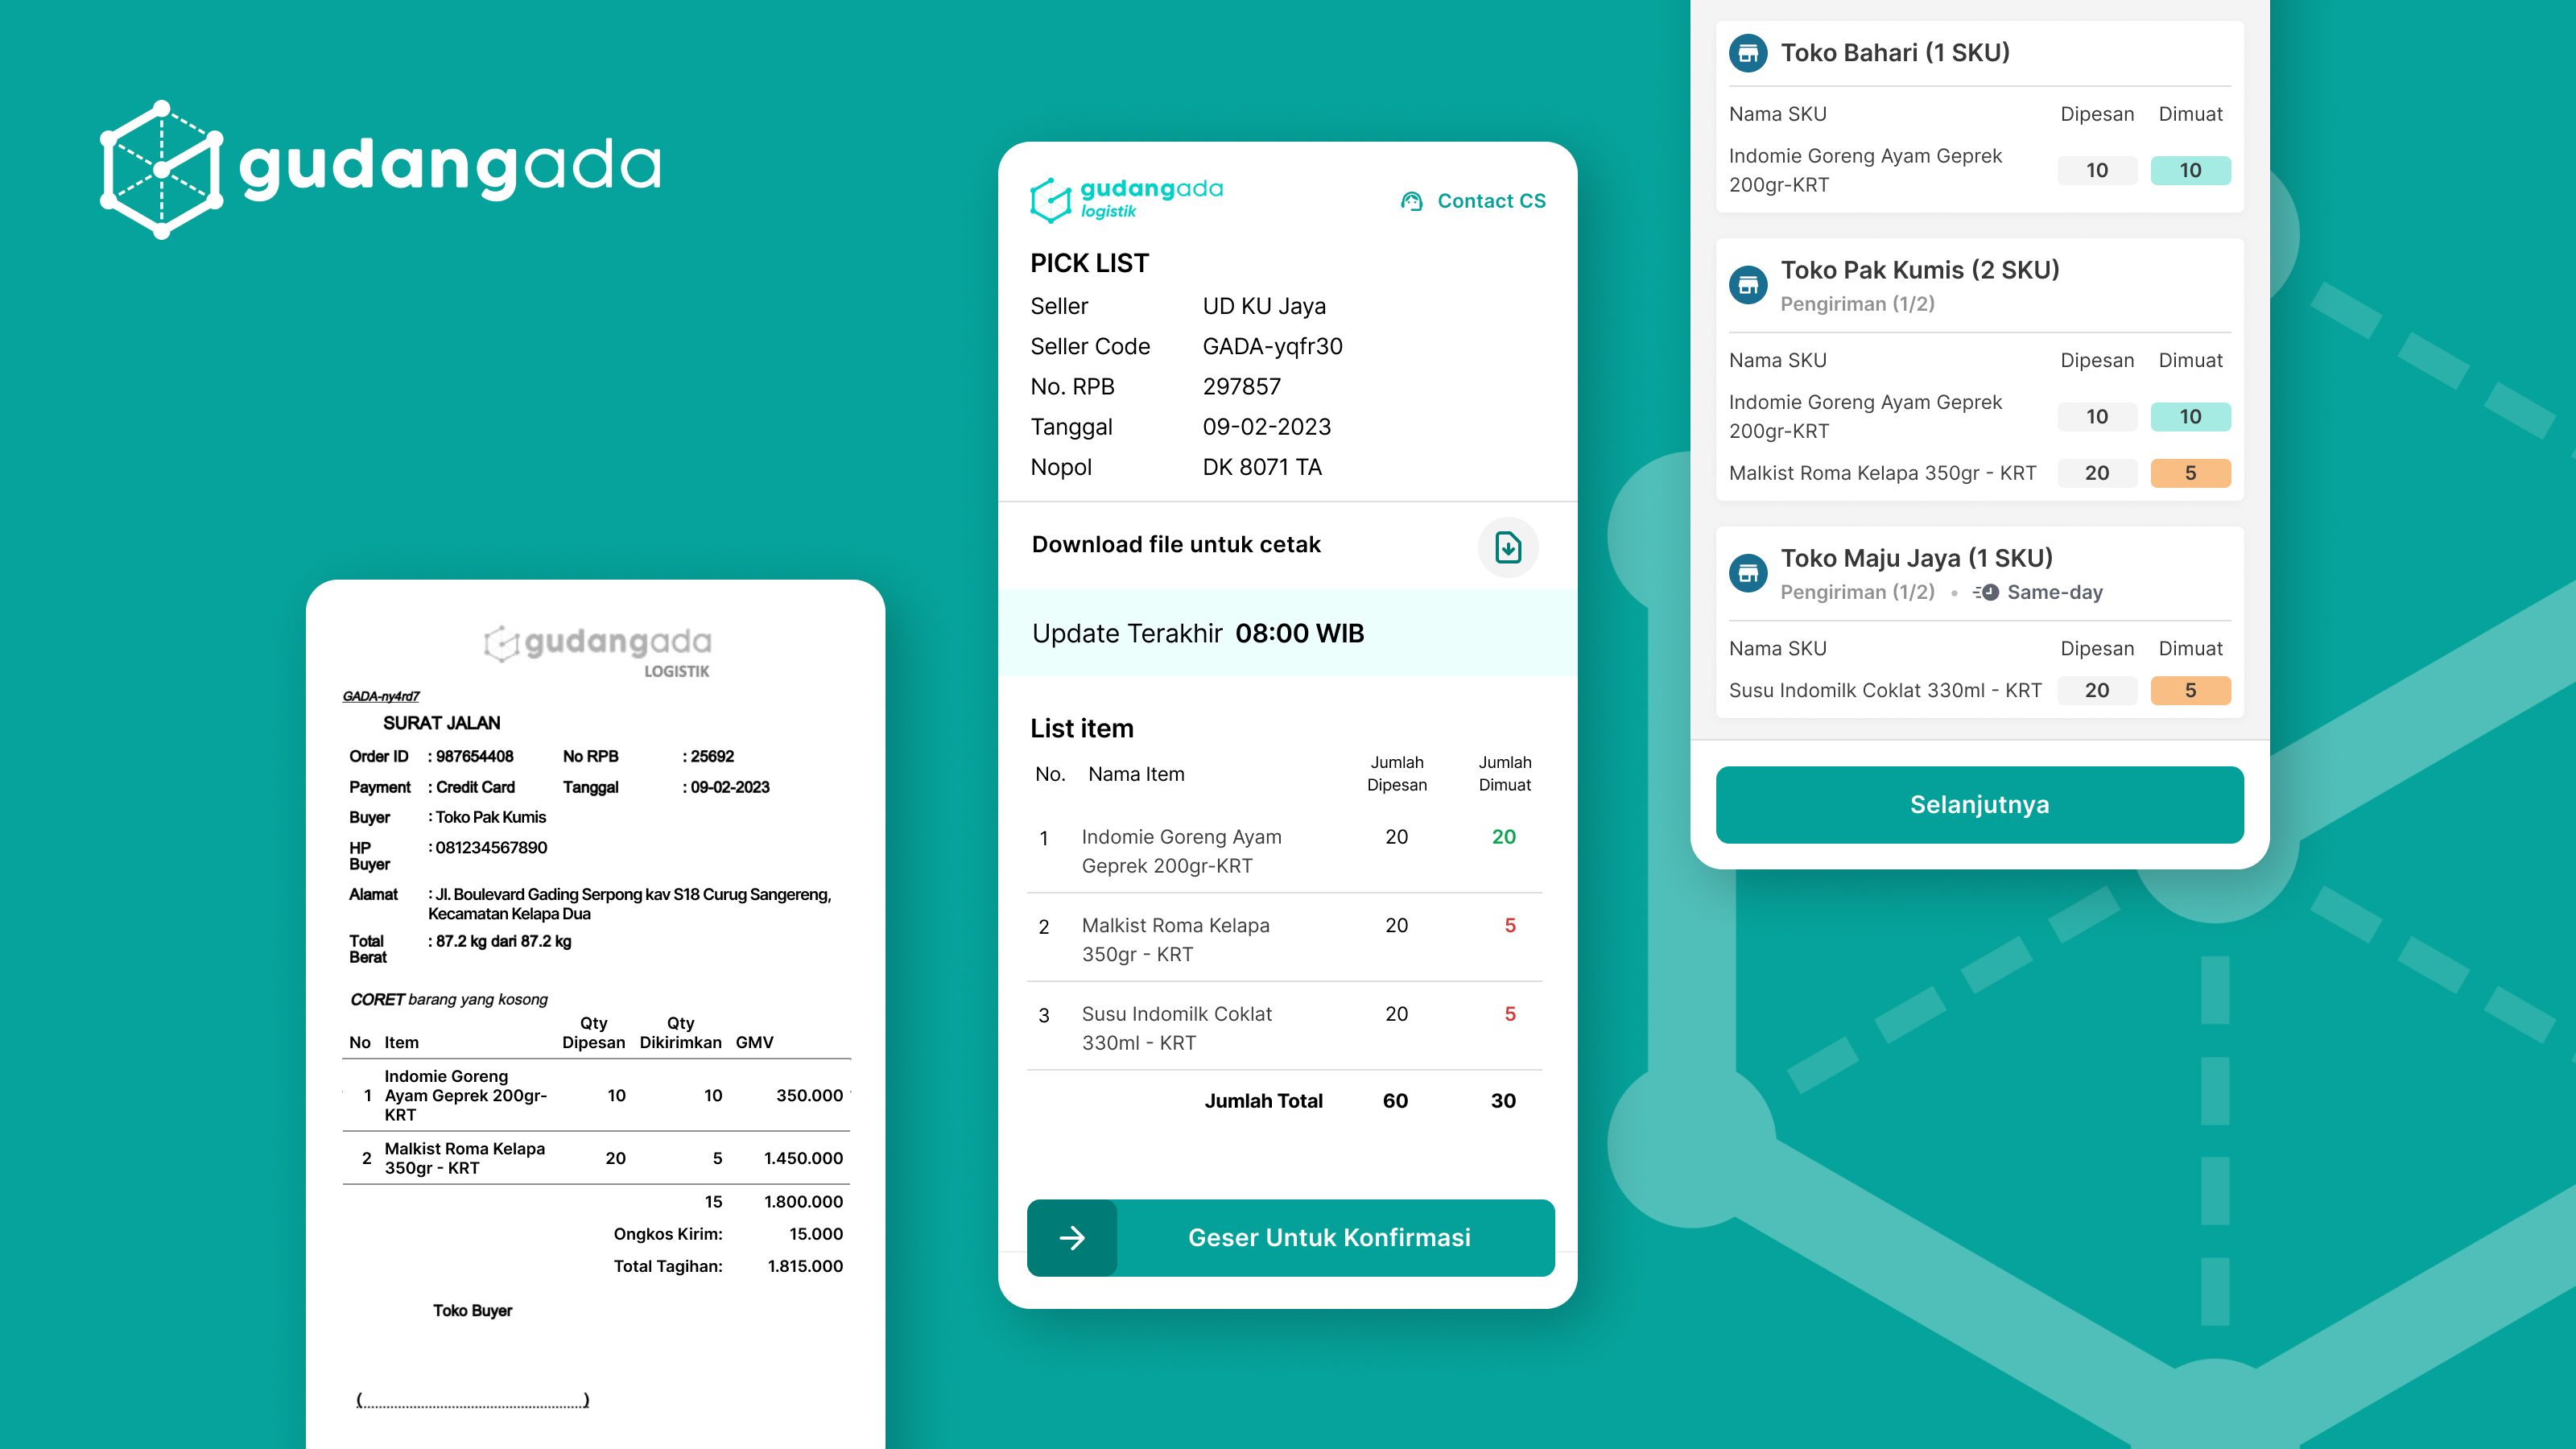 gudangada
gudangada
LOGISTIK
GADA-ny4rd7
SURAT JALAN
Order ID : 987654408 No RPB : 25692
Payment : Credit Card Tanggal : 09-02-2023
Buyer : Toko Pak Kumis
HP : 081234567890
Buyer
Alamat : Jl. Boulevard Gading Serpong kav S18 Curug Sangereng,
Kecamatan Kelapa Dua
Total : 87.2 kg dari 87.2 kg
Berat
CORET barang yang kosong
Qty Qty
No Item Dipesan Dikirimkan GMV
Indomie Goreng
1 Ayam Geprek 200gr- 10 10 350.000
KRT
Malkist Roma Kelapa
2 350gr - KRT 20 5 1.450.000
15 1.800.000
Ongkos Kirim: 15.000
Total Tagihan: 1.815.000
Toko Buyer
(............................................................)
gudangada
logistik
Contact CS
PICK LIST
Seller UD KU Jaya
Seller Code GADA-yqfr30
No. RPB 297857
Tanggal 09-02-2023
Nopol DK 8071 TA
Download file untuk cetak
Update Terakhir 08:00 WIB
List item
Jumlah Jumlah
No. Nama Item Dipesan Dimuat
1 Indomie Goreng Ayam 20 20
Geprek 200gr-KRT
2 Malkist Roma Kelapa 20 5
350gr - KRT
3 Susu Indomilk Coklat 20 5
330ml - KRT
Jumlah Total 60 30
Geser Untuk Konfirmasi
Toko Bahari (1 SKU)
Nama SKU Dipesan Dimuat
Indomie Goreng Ayam Geprek 10 10
200gr-KRT
Toko Pak Kumis (2 SKU)
Pengiriman (1/2)
Nama SKU Dipesan Dimuat
Indomie Goreng Ayam Geprek 10 10
200gr-KRT
Malkist Roma Kelapa 350gr - KRT 20 5
Toko Maju Jaya (1 SKU)
Pengiriman (1/2) • Same-day
Nama SKU Dipesan Dimuat
Susu Indomilk Coklat 330ml - KRT 20 5
Selanjutnya